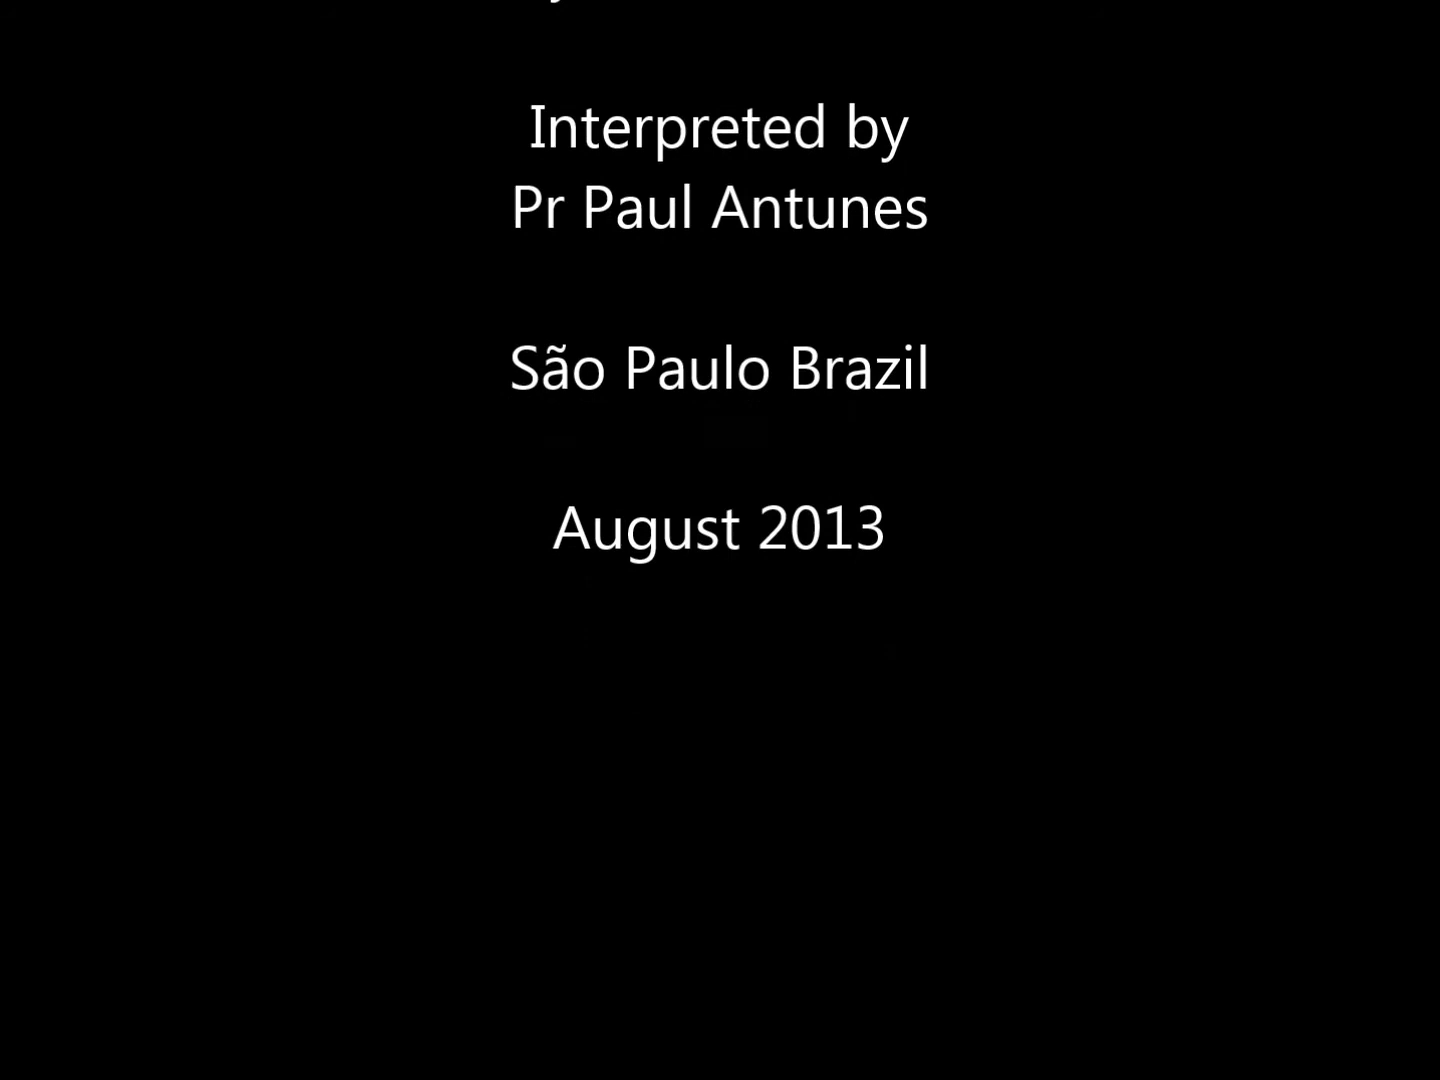 Interpreted by
Pr Paul Antunes
São Paulo Brazil
August 2013